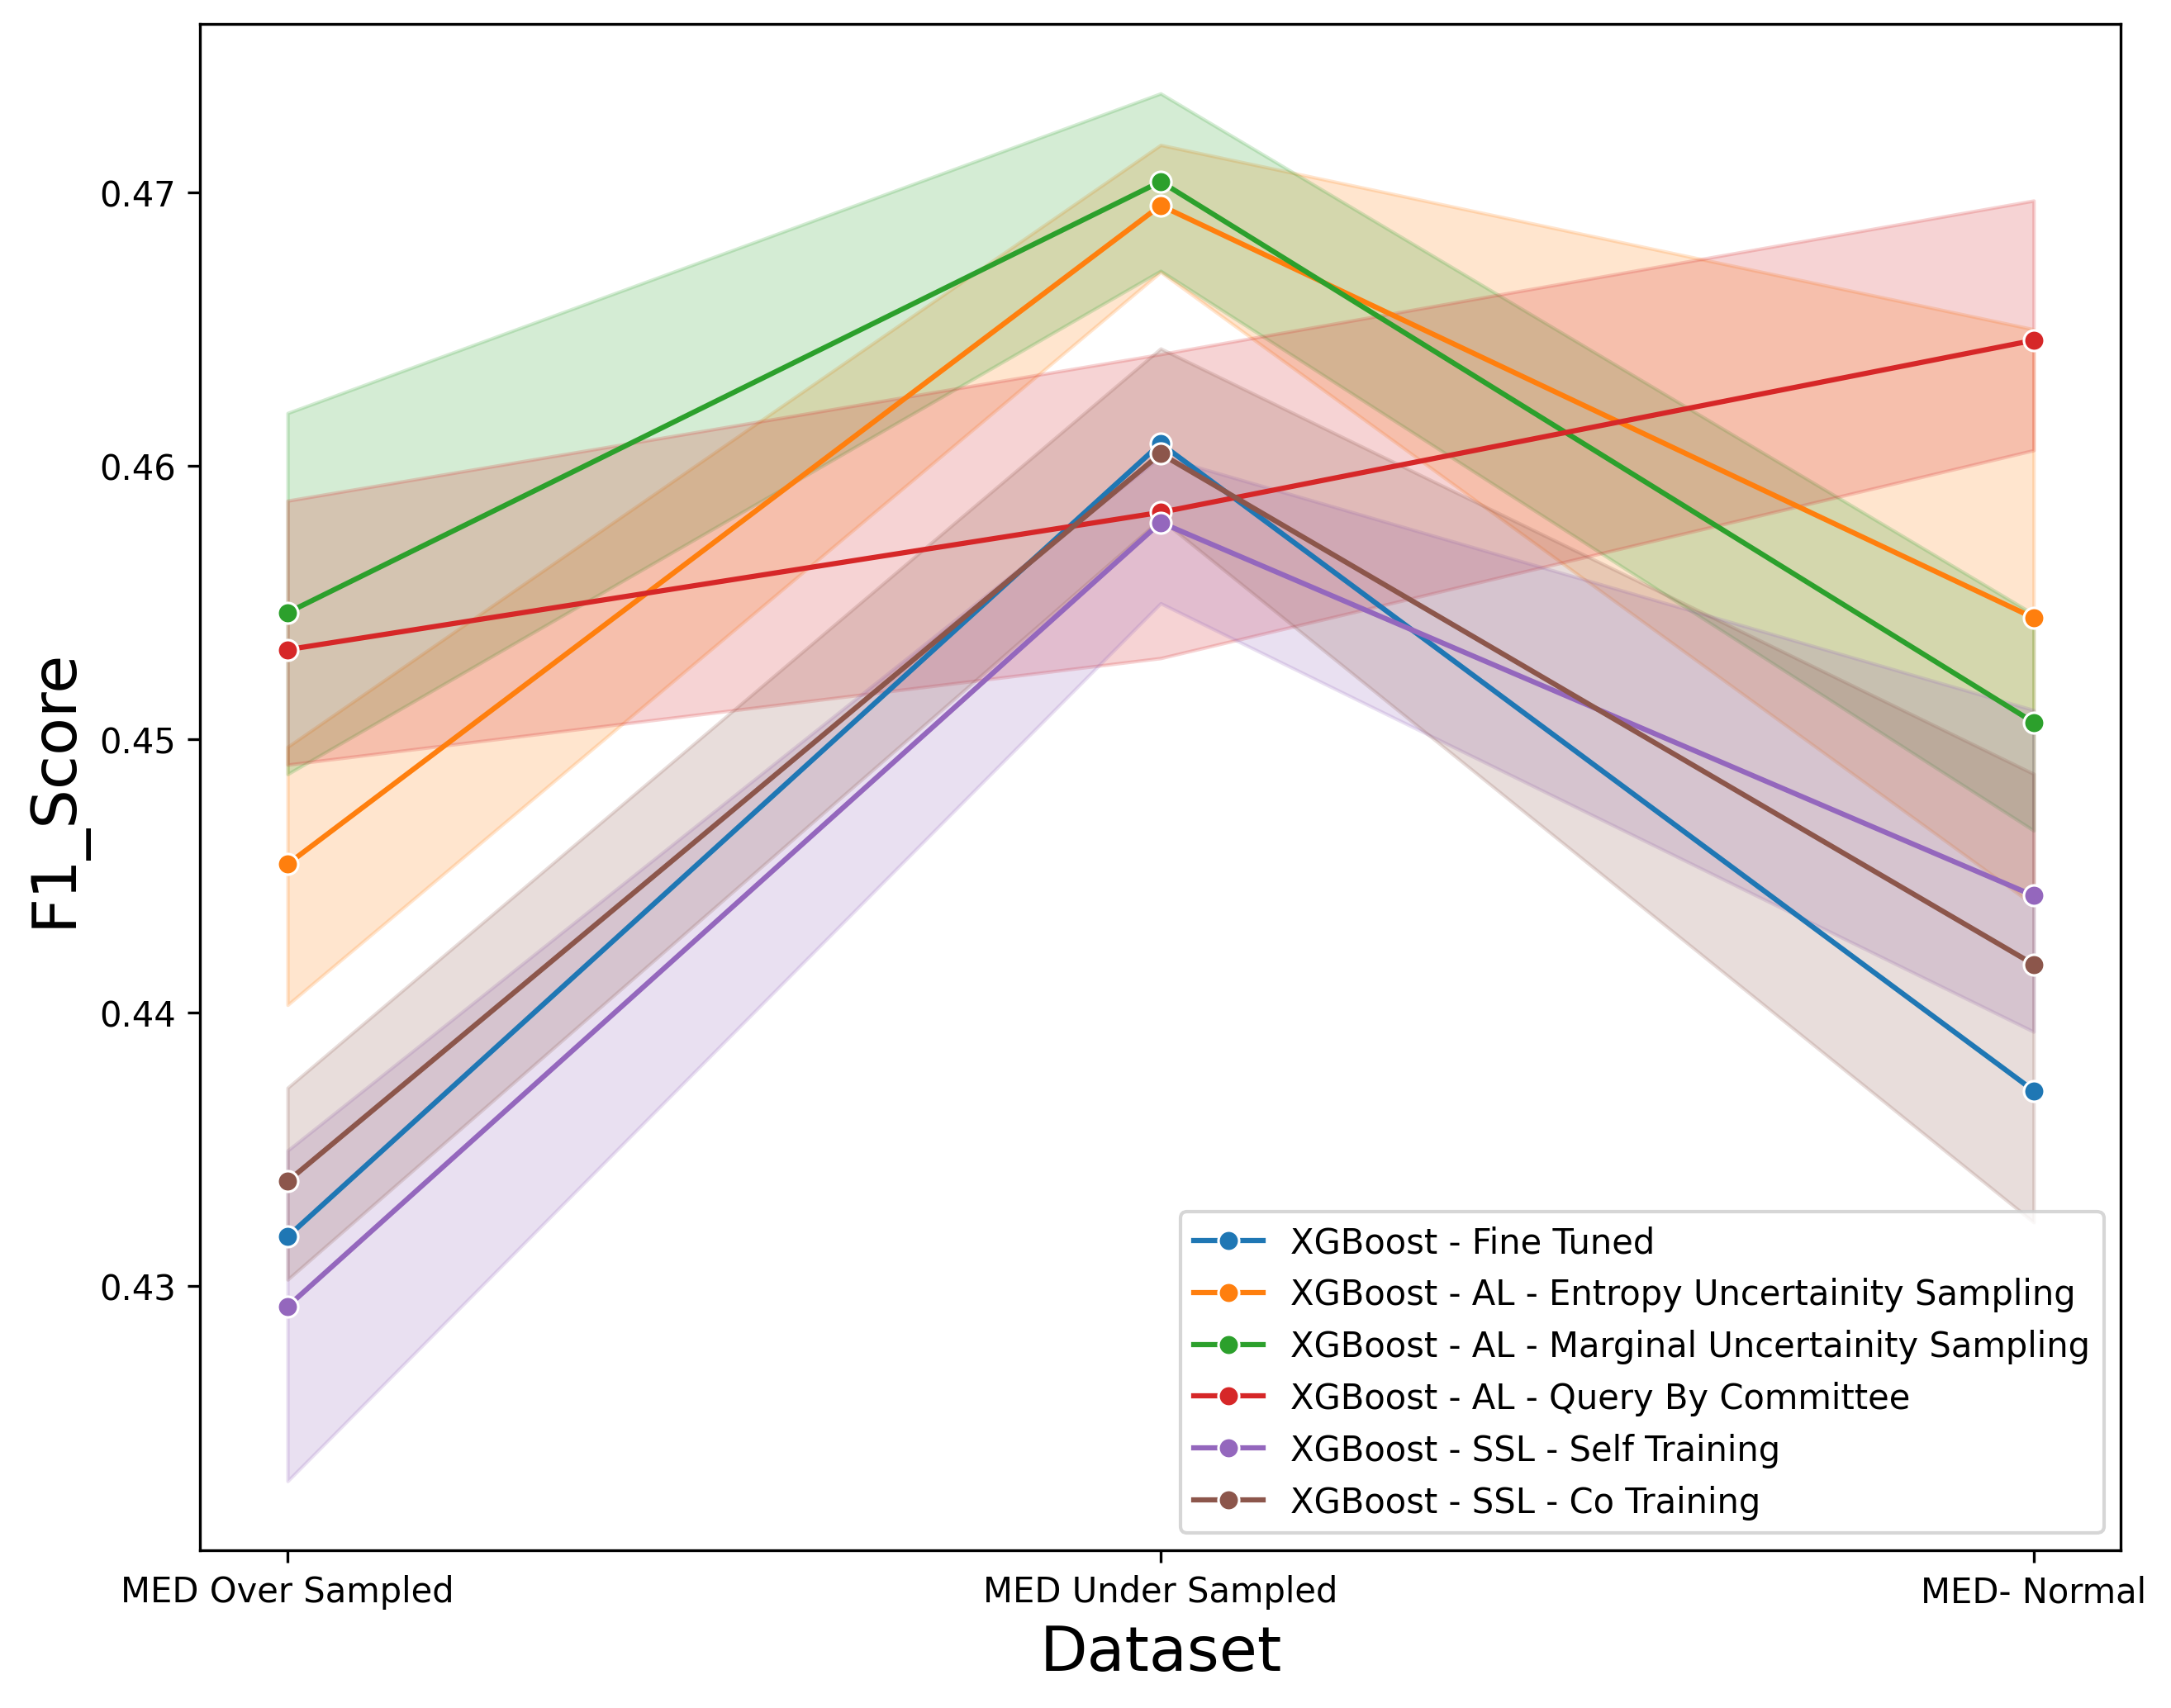 F1_Score
0.47
0.46
0.45
0.44
0.43
XGBoost - Fine Tuned
XGBoost - AL - Entropy Uncertainity Sampling
XGBoost - AL - Marginal Uncertainity Sampling
XGBoost - AL - Query By Committee
XGBoost - SSL - Self Training
XGBoost - SSL - Co Training
MED Over Sampled
MED Under Sampled
MED- Normal
Dataset